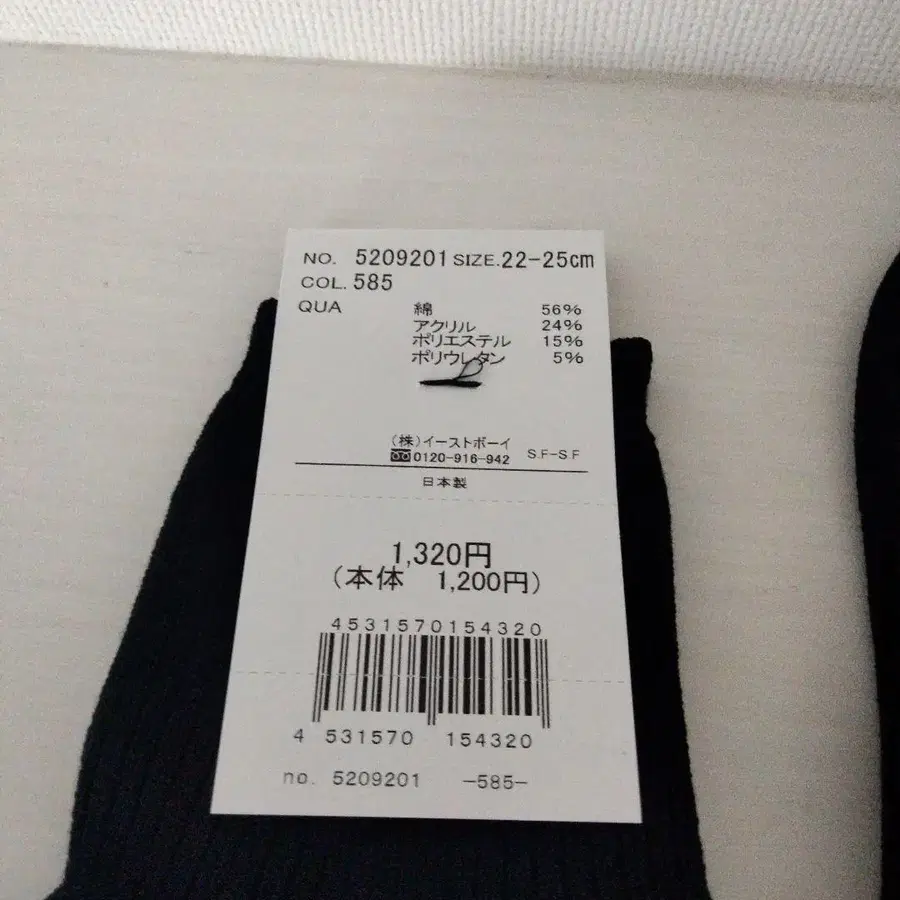 NO. 5209201 SIZE. 22-25cm
COL. 585
QUA 綿 56%
アクリル 24%
ポリエステル 15%
ポリウレタン 5%
(株)イーストボーイ
0120-916-942 S.F-S.F
日本製
1,320円
(本体 1,200円)
4531570154320
4 531570 154320
no. 5209201 -585-